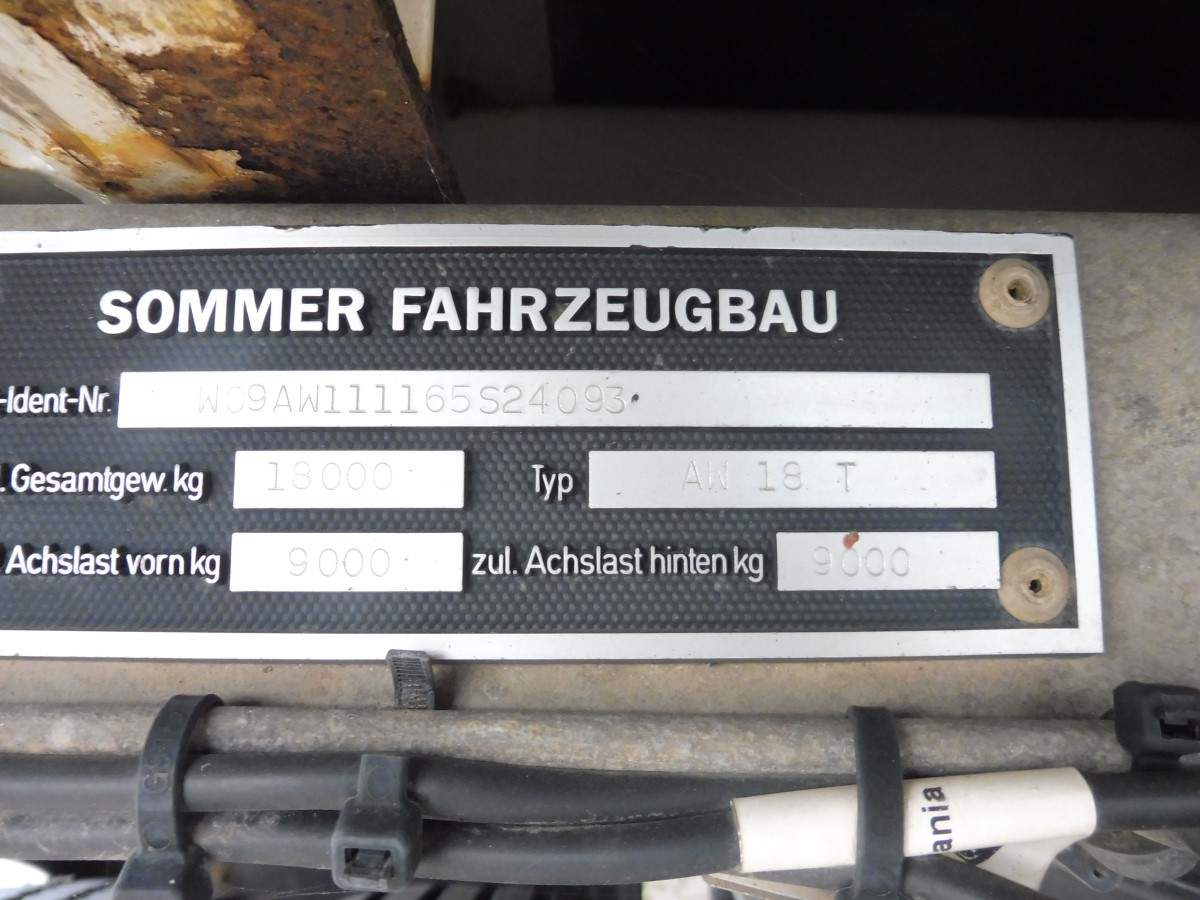 SOMMER FAHRZEUGBAU
-Ident-Nr. W09AW111165S24093
l. Gesamtgew. kg 18000 Typ AW 18 T
. Achslast vorn kg 9000 zul. Achslast hinten kg 9000
ania